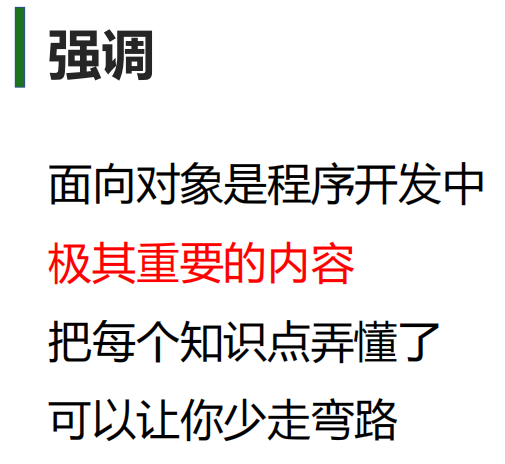 强调
面向对象是程序开发中
极其重要的内容
把每个知识点弄懂了
可以让你少走弯路